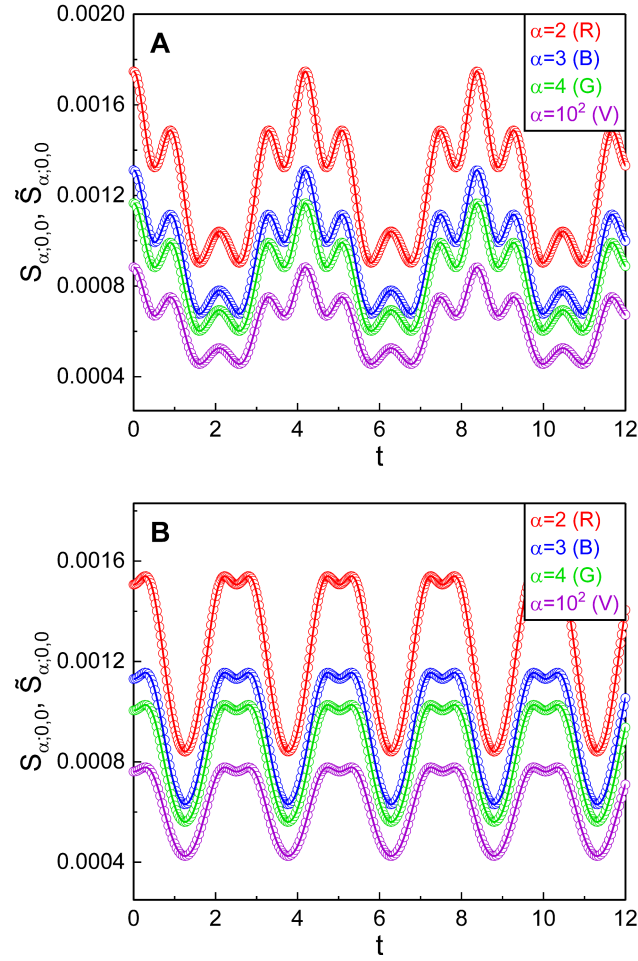 A
α=2 (R)
α=3 (B)
α=4 (G)
α=10² (V)
0.0020
0.0016
0.0012
0.0008
0.0004
S_{α;0,0}, S̃_{α;0,0}
0 2 4 6 8 10 12
t
B
α=2 (R)
α=3 (B)
α=4 (G)
α=10² (V)
0.0016
0.0012
0.0008
0.0004
S_{α;0,0}, S̃_{α;0,0}
0 2 4 6 8 10 12
t